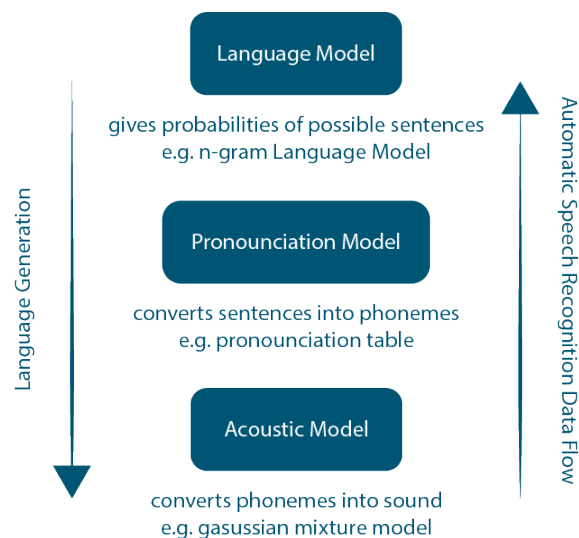 Language Model
gives probabilities of possible sentences
e.g. n-gram Language Model
Pronounciation Model
converts sentences into phonemes
e.g. pronounciation table
Acoustic Model
converts phonemes into sound
e.g. gasussian mixture model
Language Generation
Automatic Speech Recognition Data Flow